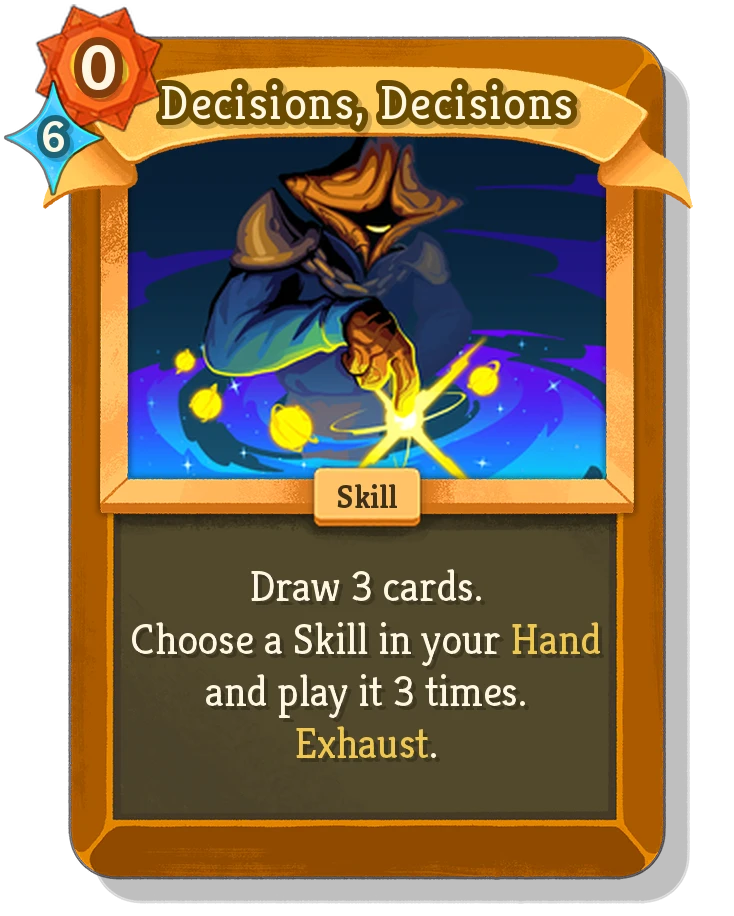 0
Decisions, Decisions
6
Skill
Draw 3 cards.
Choose a Skill in your Hand
and play it 3 times.
Exhaust.